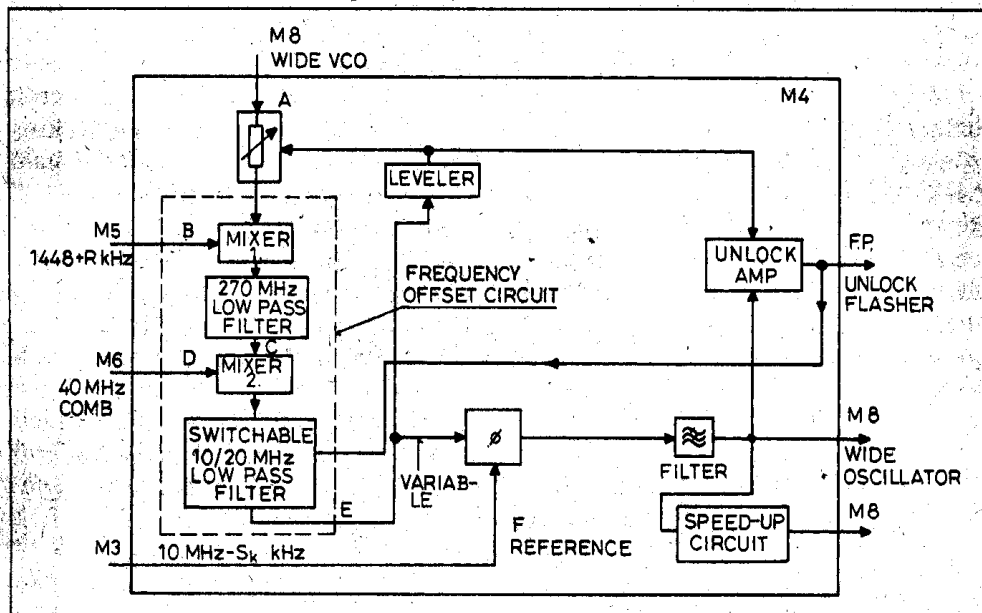 M8
WIDE VCO
A
M4
LEVELER
M5
B
1448+R kHz
MIXER
1
270 MHz
LOW PASS
FILTER
FREQUENCY
OFFSET CIRCUIT
UNLOCK
AMP
F.P.
UNLOCK
FLASHER
C
M6
D
40 MHz
COMB
MIXER
2.
SWITCHABLE
10/20 MHz
LOW PASS
FILTER
E
VARIAB-
LE
ø
FILTER
M8
WIDE
OSCILLATOR
F
REFERENCE
SPEED-UP
CIRCUIT
M8
M3
10 MHz-Sk kHz